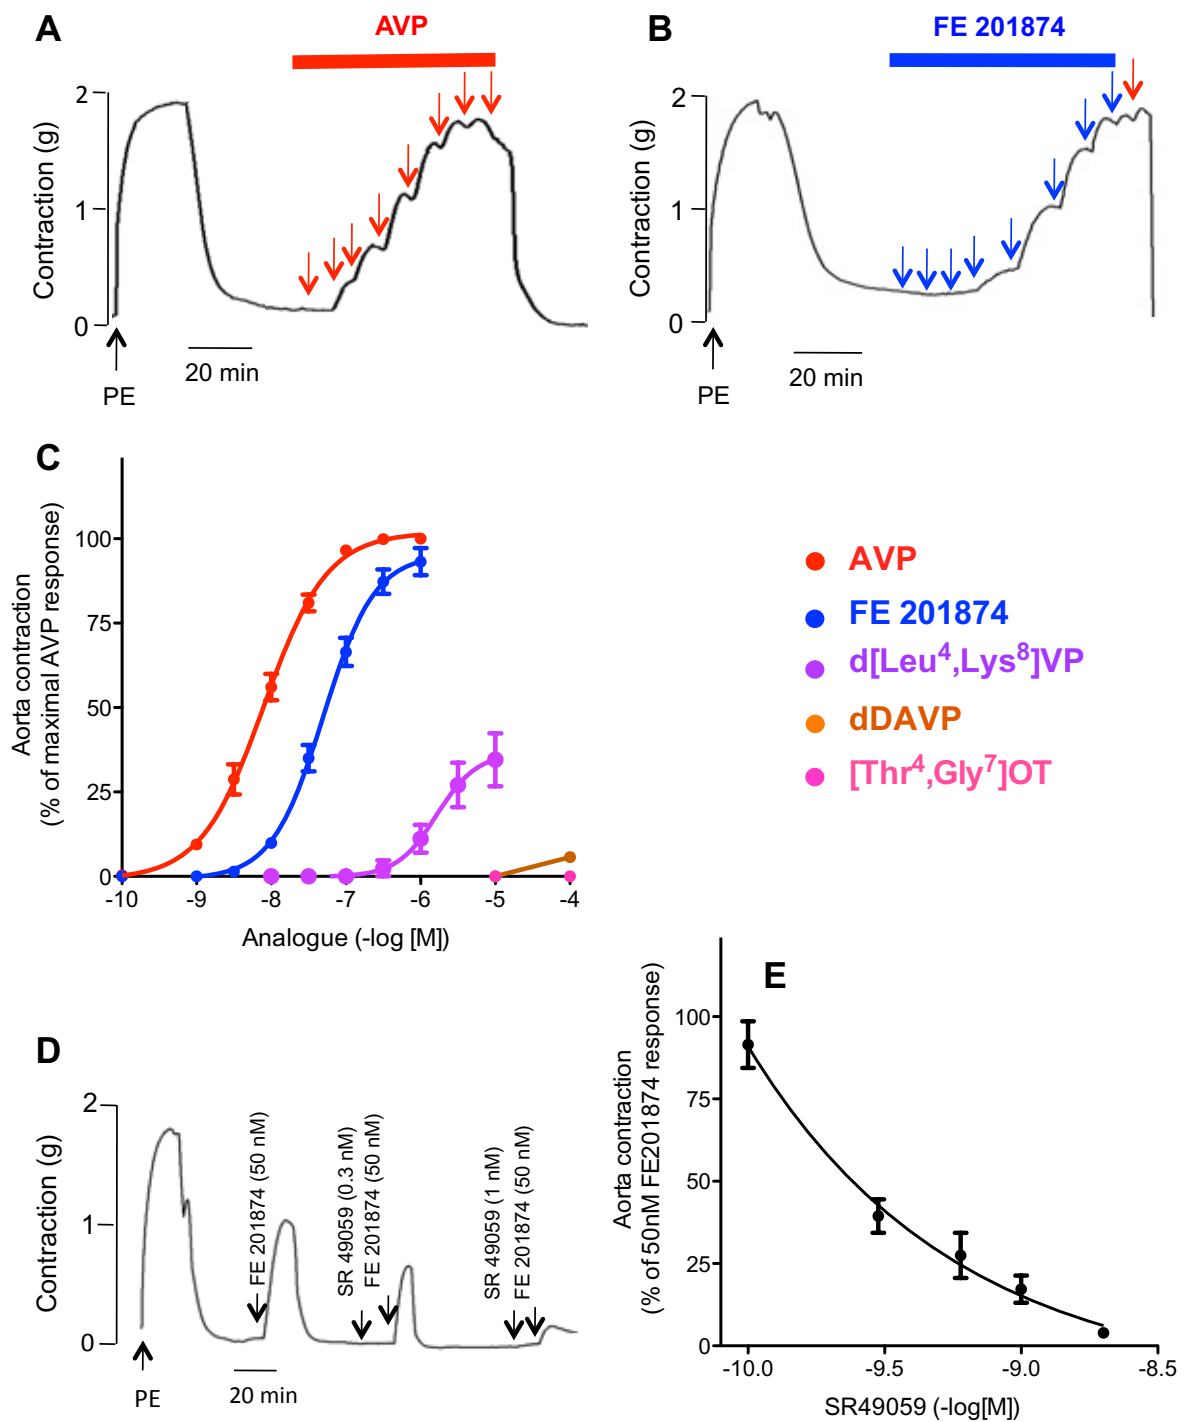 A
AVP
Contraction (g)
2
1
0
PE
20 min
B
FE 201874
Contraction (g)
2
1
0
PE
20 min
C
Aorta contraction
(% of maximal AVP response)
100
75
50
25
0
-10 -9 -8 -7 -6 -5 -4
Analogue (-log [M])
AVP
FE 201874
d[Leu⁴,Lys⁸]VP
dDAVP
[Thr⁴,Gly⁷]OT
D
Contraction (g)
2
1
0
PE
20 min
FE 201874 (50 nM)
SR 49059 (0.3 nM)
FE 201874 (50 nM)
SR 49059 (1 nM)
FE 201874 (50 nM)
E
Aorta contraction
(% of 50nM FE201874 response)
100
75
50
25
0
-10.0 -9.5 -9.0 -8.5
SR49059 (-log[M])